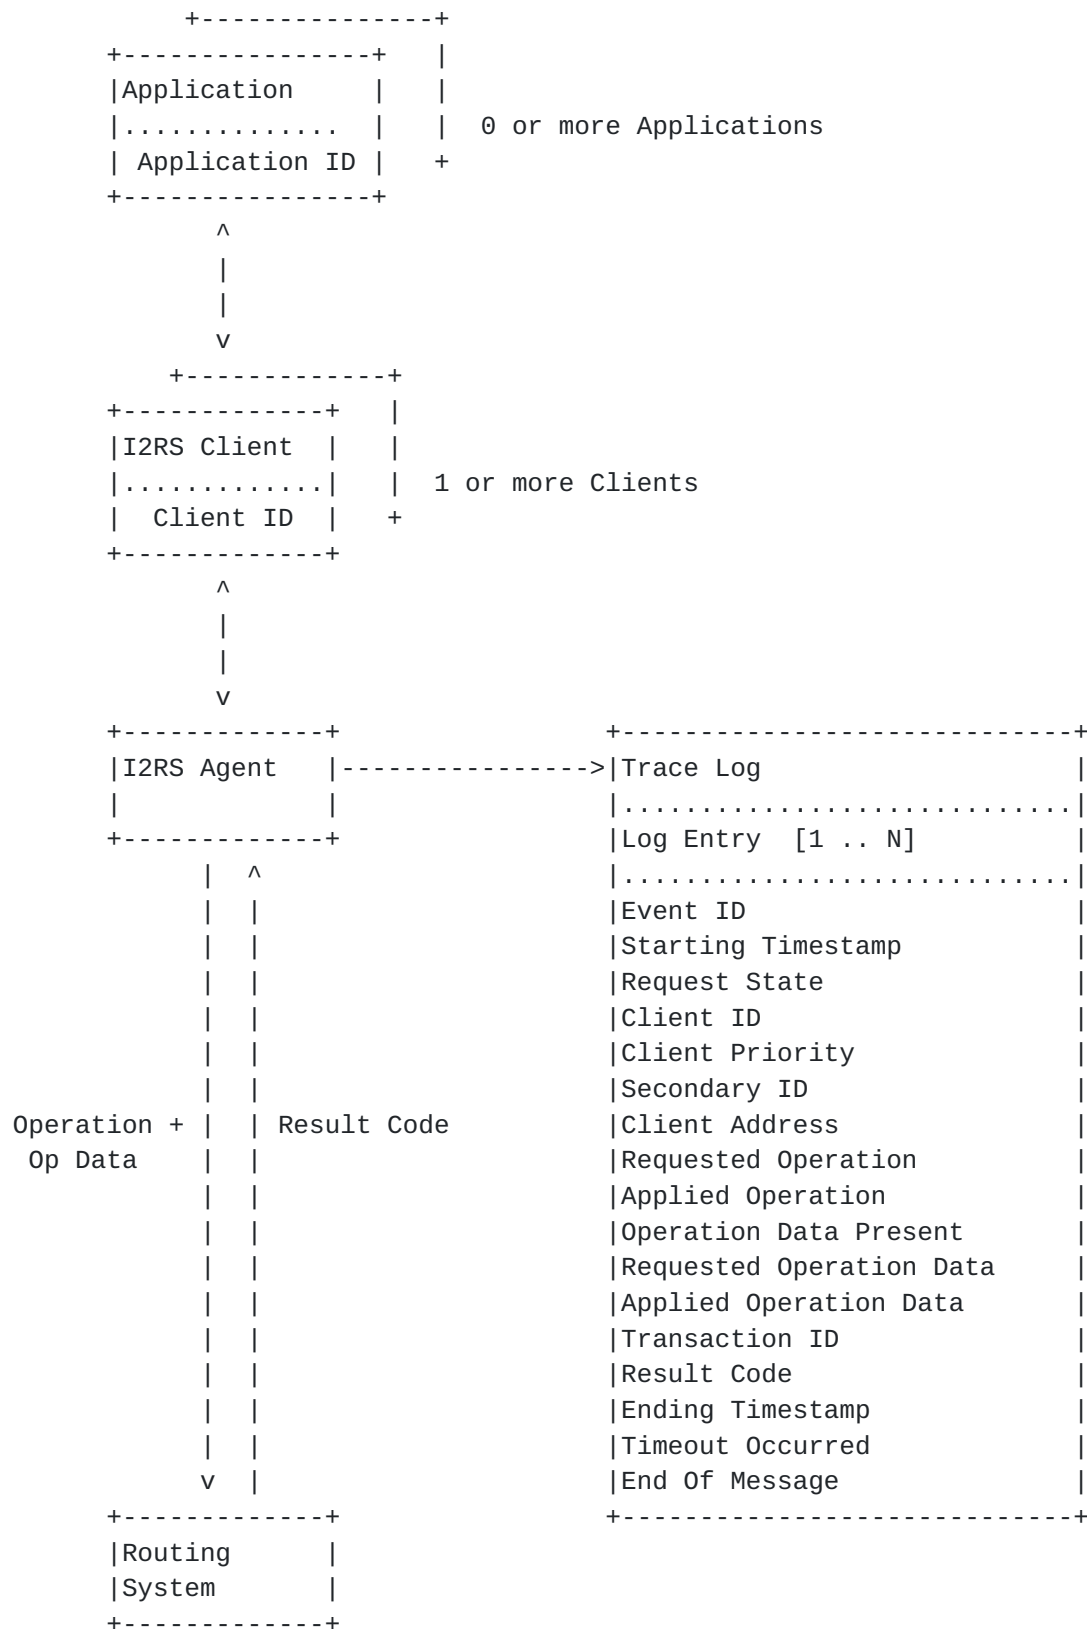 Application
0 or more Applications
Application ID
I2RS Client
1 or more Clients
Client ID
I2RS Agent
Trace Log
Log Entry [1 .. N]
Event ID
Starting Timestamp
Request State
Client ID
Client Priority
Secondary ID
Operation + Result Code Client Address
Op Data Requested Operation
Applied Operation
Operation Data Present
Requested Operation Data
Applied Operation Data
Transaction ID
Result Code
Ending Timestamp
Timeout Occurred
End Of Message
Routing
System